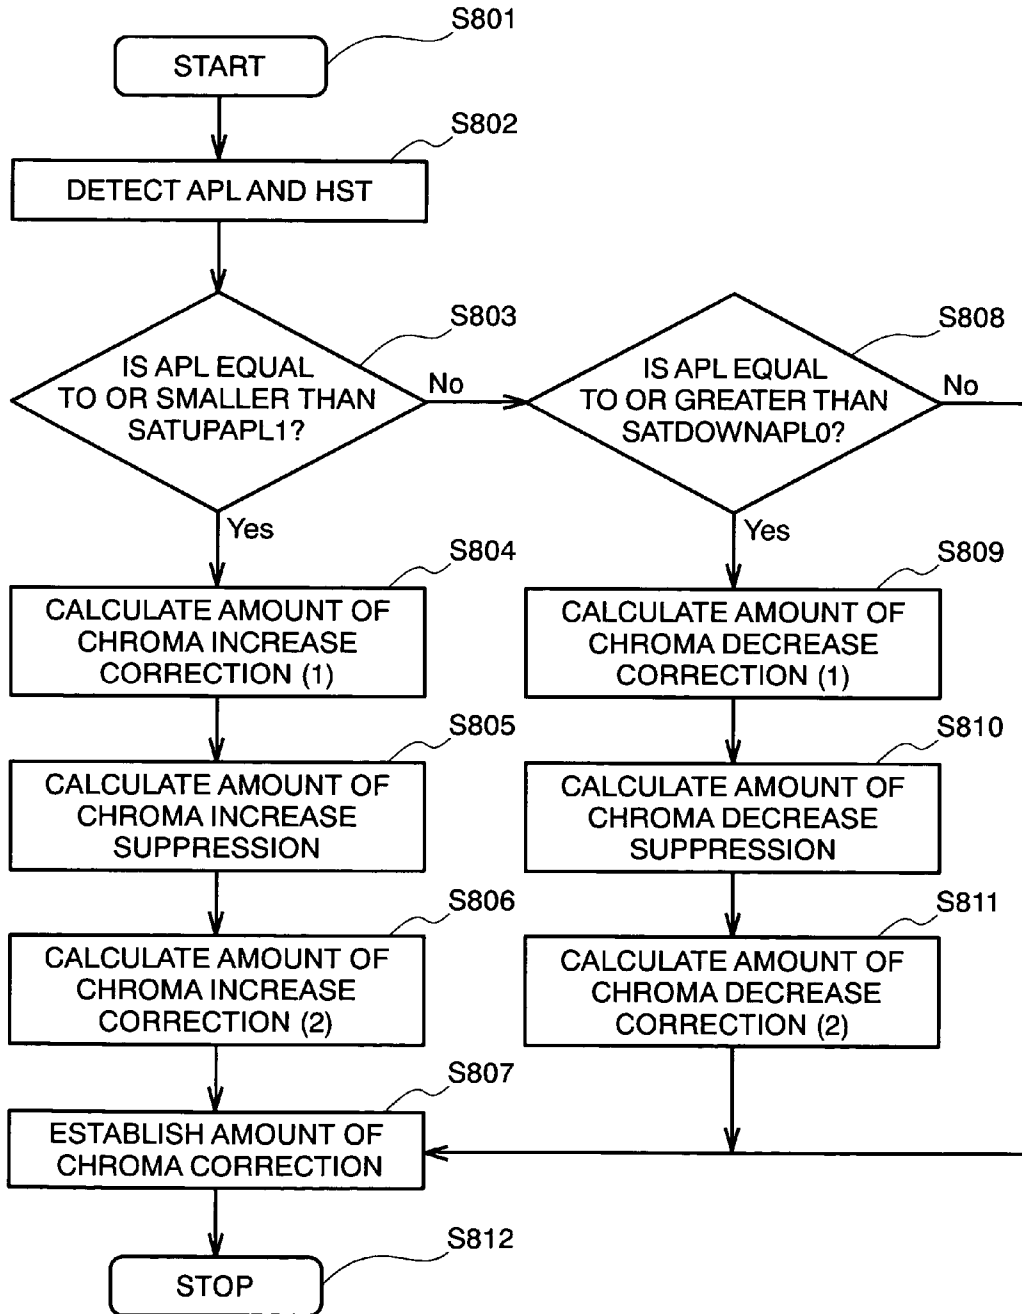 S801
START
S802
DETECT APL AND HST
S803
IS APL EQUAL
TO OR SMALLER THAN
SATUPAPL1?
No
Yes
S808
IS APL EQUAL
TO OR GREATER THAN
SATDOWNAPL0?
No
Yes
S804
CALCULATE AMOUNT OF
CHROMA INCREASE
CORRECTION (1)
S809
CALCULATE AMOUNT OF
CHROMA DECREASE
CORRECTION (1)
S805
CALCULATE AMOUNT OF
CHROMA INCREASE
SUPPRESSION
S810
CALCULATE AMOUNT OF
CHROMA DECREASE
SUPPRESSION
S806
CALCULATE AMOUNT OF
CHROMA INCREASE
CORRECTION (2)
S811
CALCULATE AMOUNT OF
CHROMA DECREASE
CORRECTION (2)
S807
ESTABLISH AMOUNT OF
CHROMA CORRECTION
S812
STOP